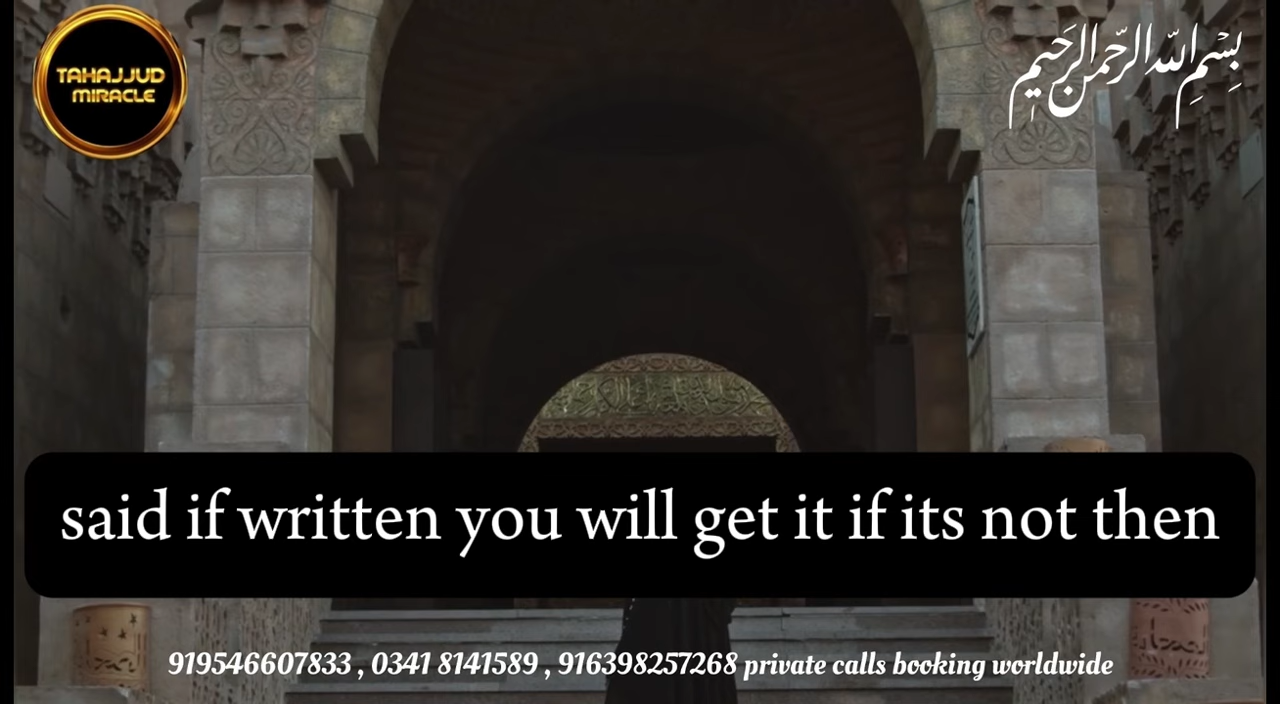 TAHAJJUD
MIRACLE
بِسْمِ اللّٰهِ الرَّحْمٰنِ الرَّحِيْمِ
said if written you will get it if its not then
919546607833 , 0341 8141589 , 916398257268 private calls booking worldwide